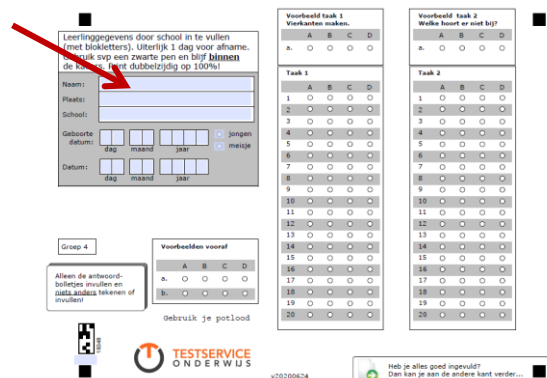 Leerlinggegevens door school in te vullen
(met blokletters). Uiterlijk 1 dag voor afname.
Gebruik svp een zwarte pen en blijf binnen
de kaders. Print dubbelzijdig op 100%!
Naam:
Plaats:
School:
Geboorte
datum:
dag maand jaar
jongen
meisje
Datum:
dag maand jaar
Groep 4
Alleen de antwoord-
bolletjes invullen en
niets anders tekenen of
invullen!
Voorbeelden vooraf
A B C D
a.
b.
Gebruik je potlood
TESTSERVICE
ONDERWIJS
v20200624
Voorbeeld taak 1
Vierkanten maken.
A B C D
a.
Taak 1
A B C D
1
2
3
4
5
6
7
8
9
10
11
12
13
14
15
16
17
18
19
20
Voorbeeld taak 2
Welke hoort er niet bij?
A B C D
a.
Taak 2
A B C D
1
2
3
4
5
6
7
8
9
10
11
12
13
14
15
16
17
18
19
20
Heb je alles goed ingevuld?
Dan kan je aan de andere kant verder...